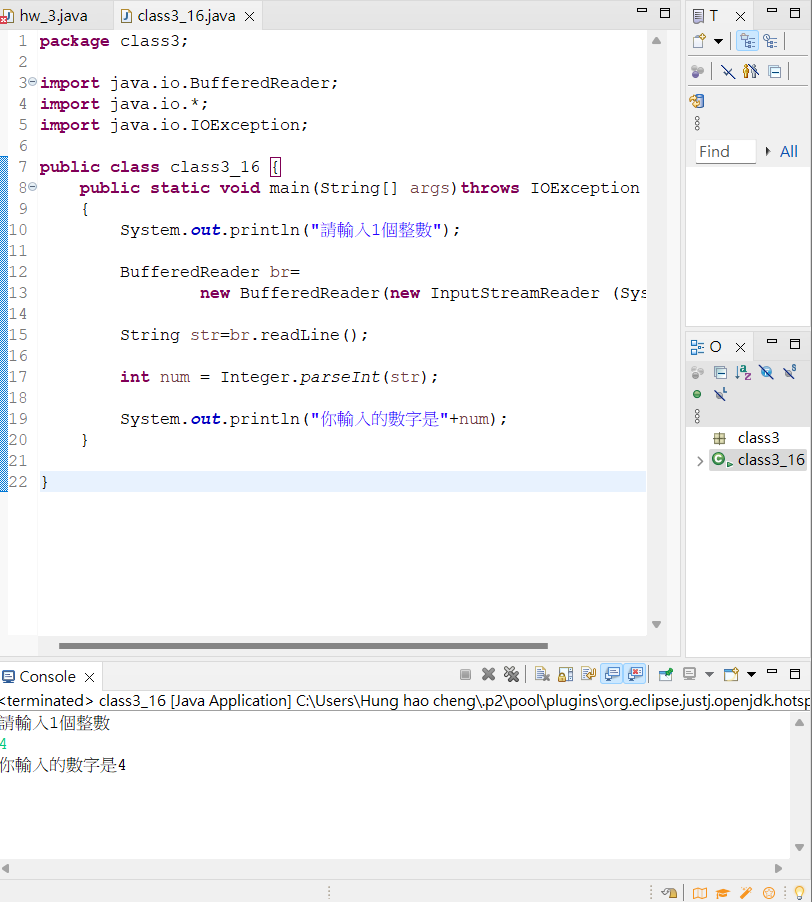 hw_3.java
class3_16.java
1 package class3;
2
3 import java.io.BufferedReader;
4 import java.io.*;
5 import java.io.IOException;
6
7 public class class3_16 {
8 public static void main(String[] args)throws IOException
9 {
10 System.out.println("請輸入1個整數");
11
12 BufferedReader br=
13 new BufferedReader(new InputStreamReader (Sys
14
15 String str=br.readLine();
16
17 int num = Integer.parseInt(str);
18
19 System.out.println("你輸入的數字是"+num);
20 }
21
22 }
T
Find
All
O
class3
class3_16
Console
<terminated> class3_16 [Java Application] C:\Users\Hung hao cheng\.p2\pool\plugins\org.eclipse.justj.openjdk.hotsp
請輸入1個整數
4
你輸入的數字是4